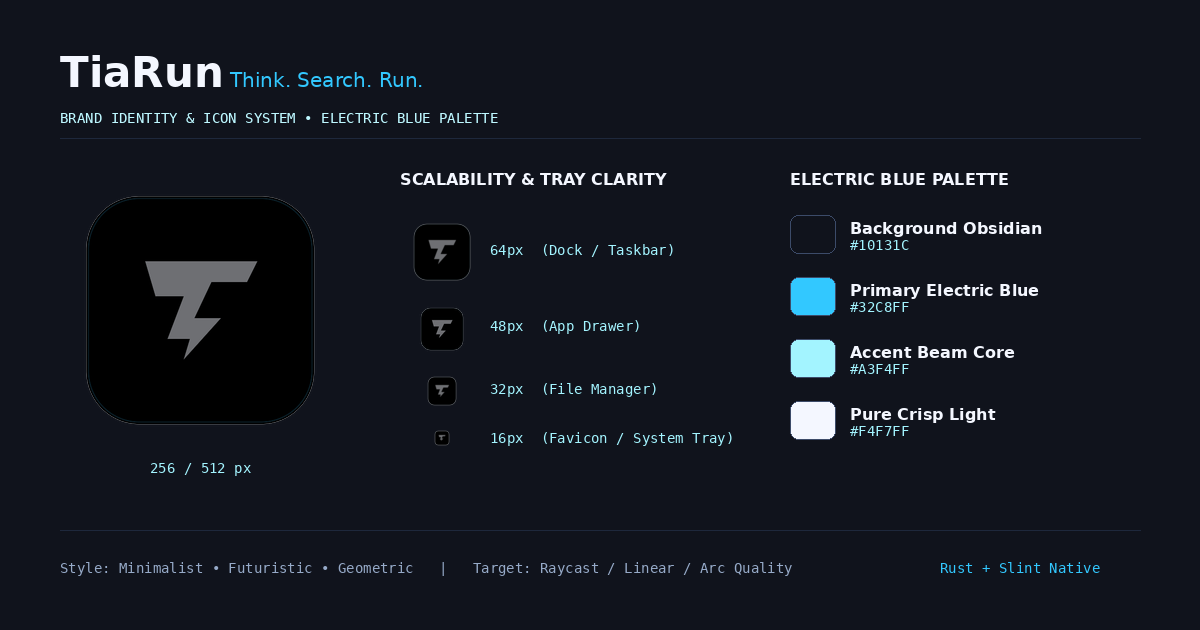 TiaRun Think. Search. Run.
BRAND IDENTITY & ICON SYSTEM • ELECTRIC BLUE PALETTE
256 / 512 px
SCALABILITY & TRAY CLARITY
64px (Dock / Taskbar)
48px (App Drawer)
32px (File Manager)
16px (Favicon / System Tray)
ELECTRIC BLUE PALETTE
Background Obsidian
#10131C
Primary Electric Blue
#32C8FF
Accent Beam Core
#A3F4FF
Pure Crisp Light
#F4F7FF
Style: Minimalist • Futuristic • Geometric | Target: Raycast / Linear / Arc Quality
Rust + Slint Native